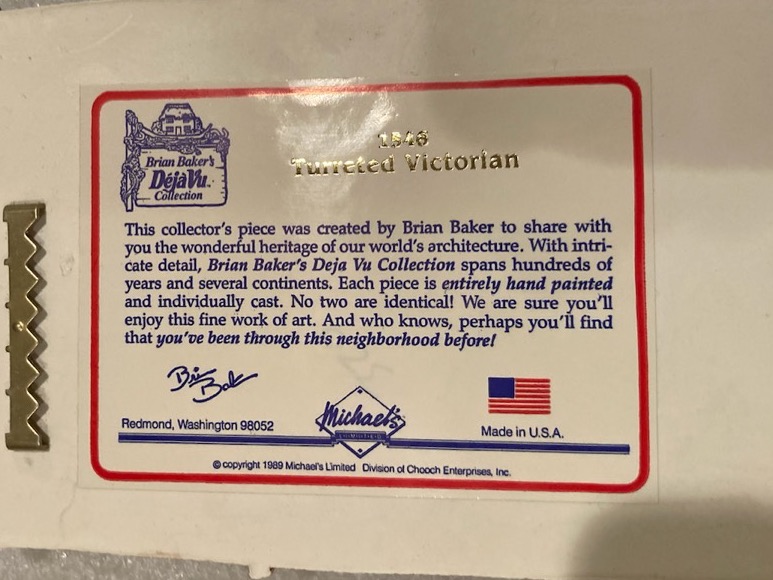 Brian Baker's
DéjàVu™
Collection
1546
Turreted Victorian
This collector's piece was created by Brian Baker to share with
you the wonderful heritage of our world's architecture. With intri-
cate detail, Brian Baker's Deja Vu Collection spans hundreds of
years and several continents. Each piece is entirely hand painted
and individually cast. No two are identical! We are sure you'll
enjoy this fine work of art. And who knows, perhaps you'll find
that you've been through this neighborhood before!
Brian Baker
Michael's
Redmond, Washington 98052
Made in U.S.A.
© copyright 1989 Michael's Limited Division of Chooch Enterprises, Inc.